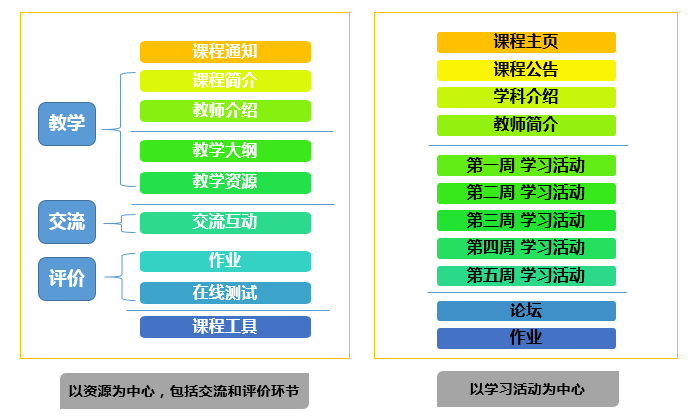 课程通知
课程简介
教师介绍
教学
教学大纲
教学资源
交流
交流互动
评价
作业
在线测试
课程工具
以资源为中心，包括交流和评价环节
课程主页
课程公告
学科介绍
教师简介
第一周 学习活动
第二周 学习活动
第三周 学习活动
第四周 学习活动
第五周 学习活动
论坛
作业
以学习活动为中心